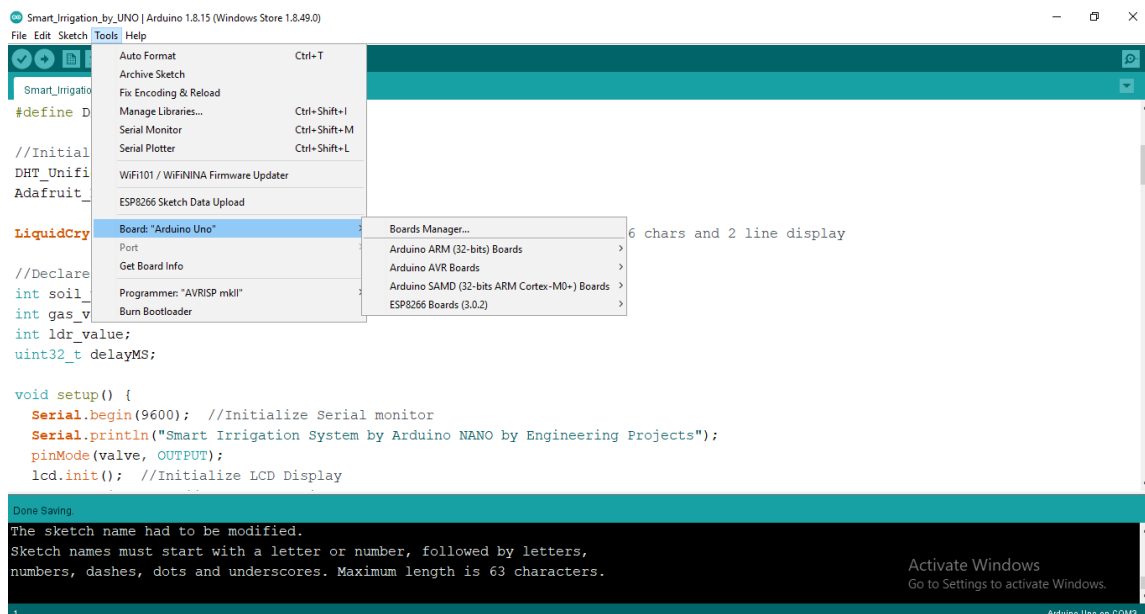 Smart_Irrigation_by_UNO | Arduino 1.8.15 (Windows Store 1.8.49.0)
File Edit Sketch Tools Help
Auto Format Ctrl+T
Archive Sketch
Fix Encoding & Reload
Manage Libraries... Ctrl+Shift+I
Serial Monitor Ctrl+Shift+M
Serial Plotter Ctrl+Shift+L
WiFi101 / WiFiNINA Firmware Updater
ESP8266 Sketch Data Upload
Board: "Arduino Uno"
Port
Get Board Info
Programmer: "AVRISP mkII"
Burn Bootloader
Boards Manager...
Arduino ARM (32-bits) Boards
Arduino AVR Boards
Arduino SAMD (32-bits ARM Cortex-M0+) Boards
ESP8266 Boards (3.0.2)
Smart_Irrigatio
#define D
//Initial
DHT_Unifi
Adafruit_
LiquidCry 6 chars and 2 line display
//Declare
int soil_
int gas_v
int ldr_value;
uint32_t delayMS;
void setup() {
Serial.begin(9600); //Initialize Serial monitor
Serial.println("Smart Irrigation System by Arduino NANO by Engineering Projects");
pinMode(valve, OUTPUT);
lcd.init(); //Initialize LCD Display
Done Saving.
The sketch name had to be modified.
Sketch names must start with a letter or number, followed by letters,
numbers, dashes, dots and underscores. Maximum length is 63 characters.
Activate Windows
Go to Settings to activate Windows.